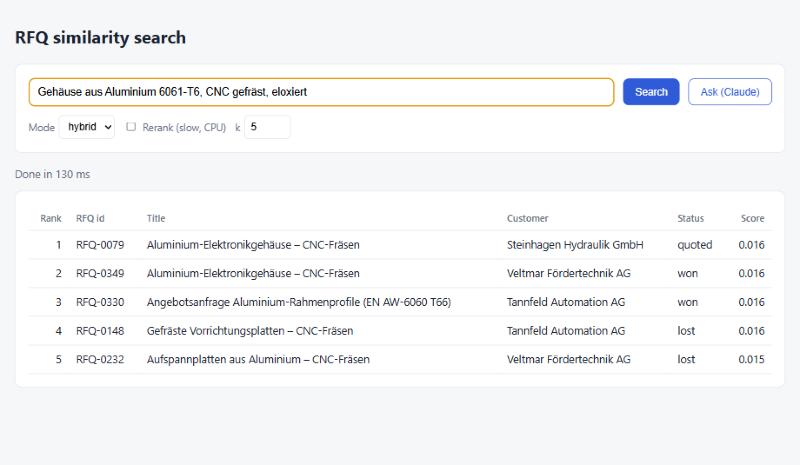 RFQ similarity search
Gehäuse aus Aluminium 6061-T6, CNC gefräst, eloxiert Search Ask (Claude)
Mode hybrid Rerank (slow, CPU) k 5
Done in 130 ms
Rank RFQ id Title Customer Status Score
1 RFQ-0079 Aluminium-Elektronikgehäuse – CNC-Fräsen Steinhagen Hydraulik GmbH quoted 0.016
2 RFQ-0349 Aluminium-Elektronikgehäuse – CNC-Fräsen Veltmar Fördertechnik AG won 0.016
3 RFQ-0330 Angebotsanfrage Aluminium-Rahmenprofile (EN AW-6060 T66) Tannfeld Automation AG won 0.016
4 RFQ-0148 Gefräste Vorrichtungsplatten – CNC-Fräsen Tannfeld Automation AG lost 0.016
5 RFQ-0232 Aufspannplatten aus Aluminium – CNC-Fräsen Veltmar Fördertechnik AG lost 0.015